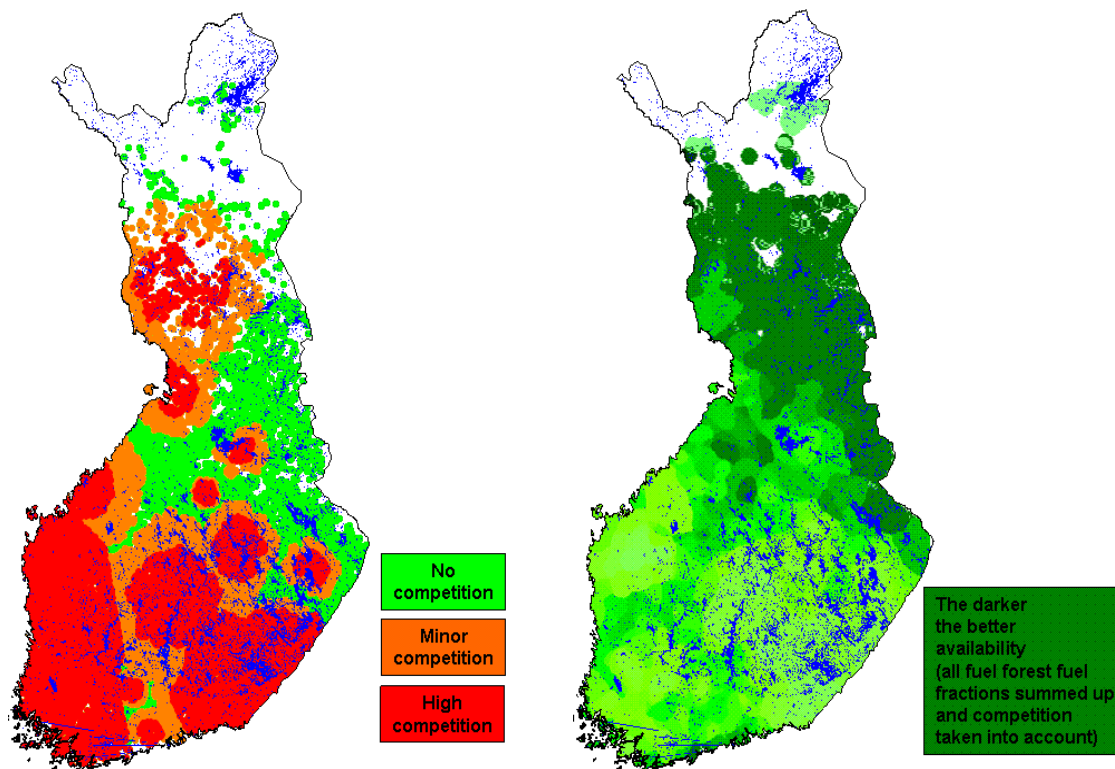 No
competition
Minor
competition
High
competition
The darker
the better
availability
(all fuel forest fuel
fractions summed up
and competition
taken into account)